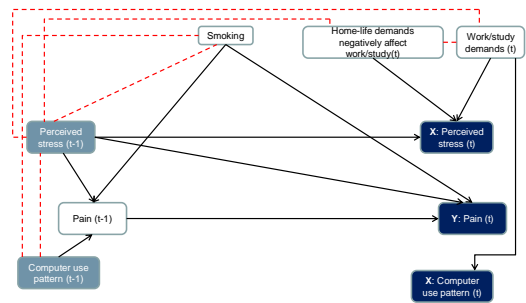 Smoking
Home-life demands
negatively affect
work/study(t)
Work/study
demands (t)
Perceived
stress (t-1)
X: Perceived
stress (t)
Pain (t-1)
Y: Pain (t)
Computer use
pattern (t-1)
X: Computer
use pattern (t)